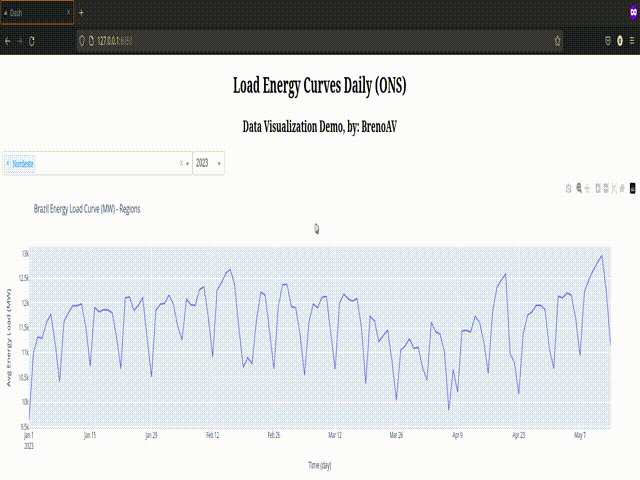 Dash
127.0.0.1:8050
Load Energy Curves Daily (ONS)
Data Visualization Demo, by: BrenoAV
× Nordeste
2023
Brazil Energy Load Curve (MW) - Regions
Avg Energy Load (MW)
13k
12.5k
12k
11.5k
11k
10.5k
10k
9.5k
Jan 1 Jan 15 Jan 29 Feb 12 Feb 26 Mar 12 Mar 26 Apr 9 Apr 23 May 7
2023
Time (day)